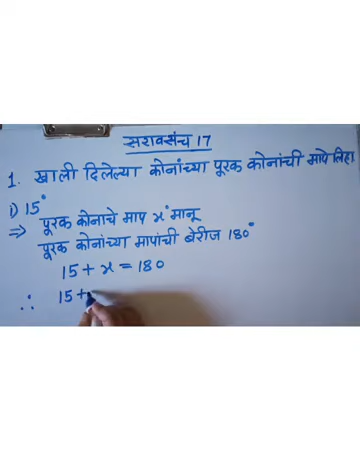 सरावसंच 17
1. खाली दिलेल्या कोनांच्या पूरक कोनांची मापे लिहा
i) 15°
⇒ पूरक कोनाचे माप x° मानू
पूरक कोनांच्या मापांची बेरीज 180°
15 + x = 180
∴ 15 +